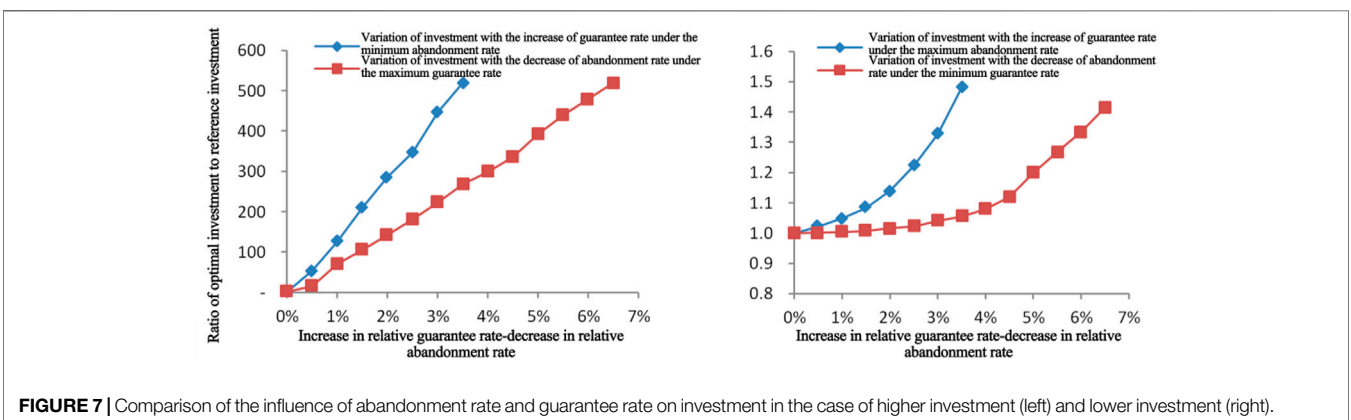 Ratio of optimal investment to reference investment
Variation of investment with the increase of guarantee rate under the
minimum abandonment rate
Variation of investment with the decrease of abandonment rate under
the maximum guarantee rate
600
500
400
300
200
100
-
0% 1% 2% 3% 4% 5% 6% 7%
Increase in relative guarantee rate-decrease in relative
abandonment rate
Variation of investment with the increase of guarantee rate
under the maximum abandonment rate
Variation of investment with the decrease of abandonment
rate under the minimum guarantee rate
1.6
1.5
1.4
1.3
1.2
1.1
1.0
0.9
0.8
0% 1% 2% 3% 4% 5% 6% 7%
Increase in relative guarantee rate-decrease in relative
abandonment rate
FIGURE 7 | Comparison of the influence of abandonment rate and guarantee rate on investment in the case of higher investment (left) and lower investment (right),